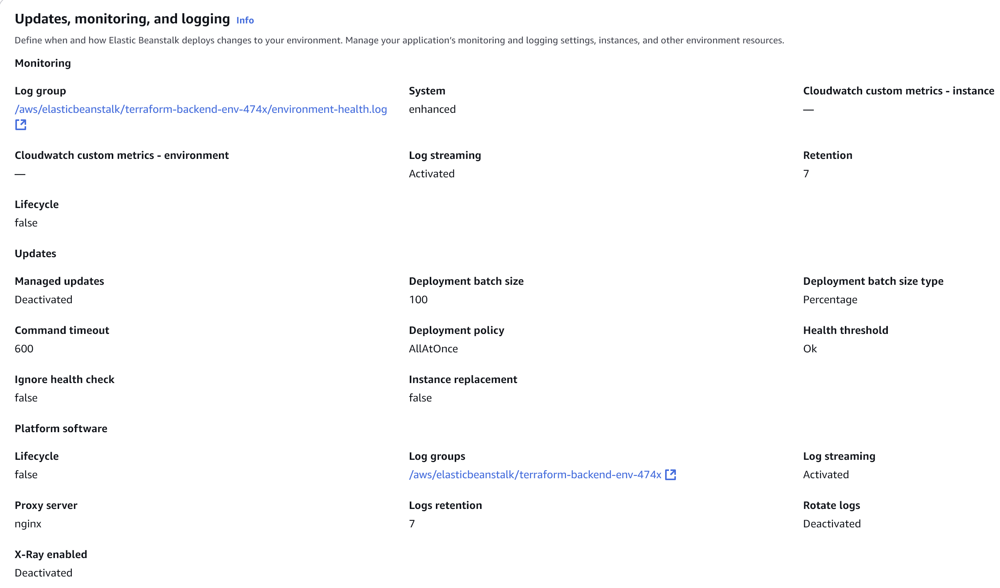 Updates, monitoring, and logging Info
Define when and how Elastic Beanstalk deploys changes to your environment. Manage your application’s monitoring and logging settings, instances, and other environment resources.
Monitoring
Log group
/aws/elasticbeanstalk/terraform-backend-env-474x/environment-health.log
System
enhanced
Cloudwatch custom metrics - instance
—
Cloudwatch custom metrics - environment
—
Log streaming
Activated
Retention
7
Lifecycle
false
Updates
Managed updates
Deactivated
Deployment batch size
100
Deployment batch size type
Percentage
Command timeout
600
Deployment policy
AllAtOnce
Health threshold
Ok
Ignore health check
false
Instance replacement
false
Platform software
Lifecycle
false
Log groups
/aws/elasticbeanstalk/terraform-backend-env-474x
Log streaming
Activated
Proxy server
nginx
Logs retention
7
Rotate logs
Deactivated
X-Ray enabled
Deactivated